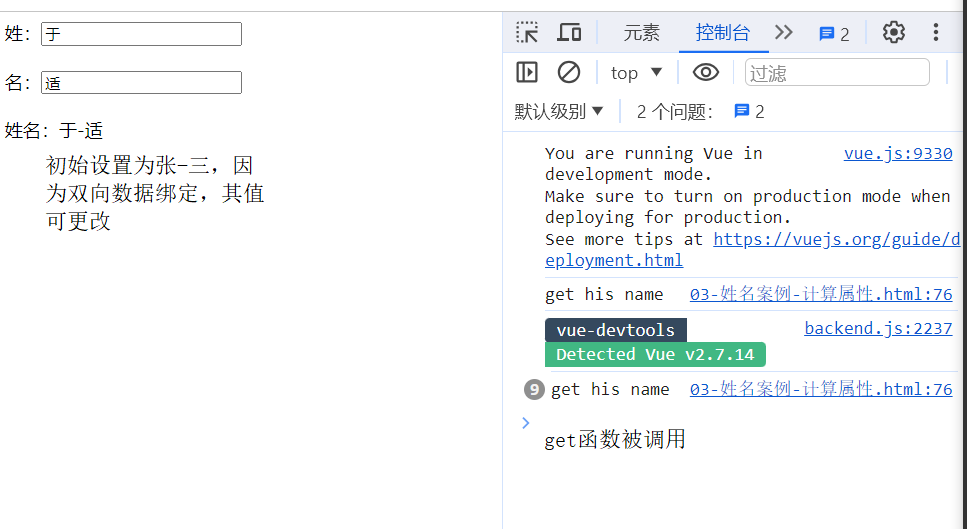 姓：于
名：适
姓名：于-适
初始设置为张-三，因
为双向数据绑定，其值
可更改
元素 控制台 2
top 过滤
默认级别 2 个问题： 2
You are running Vue in vue.js:9330
development mode.
Make sure to turn on production mode when
deploying for production.
See more tips at https://vuejs.org/guide/d
eployment.html
get his name 03-姓名案例-计算属性.html:76
vue-devtools backend.js:2237
Detected Vue v2.7.14
9 get his name 03-姓名案例-计算属性.html:76
get函数被调用